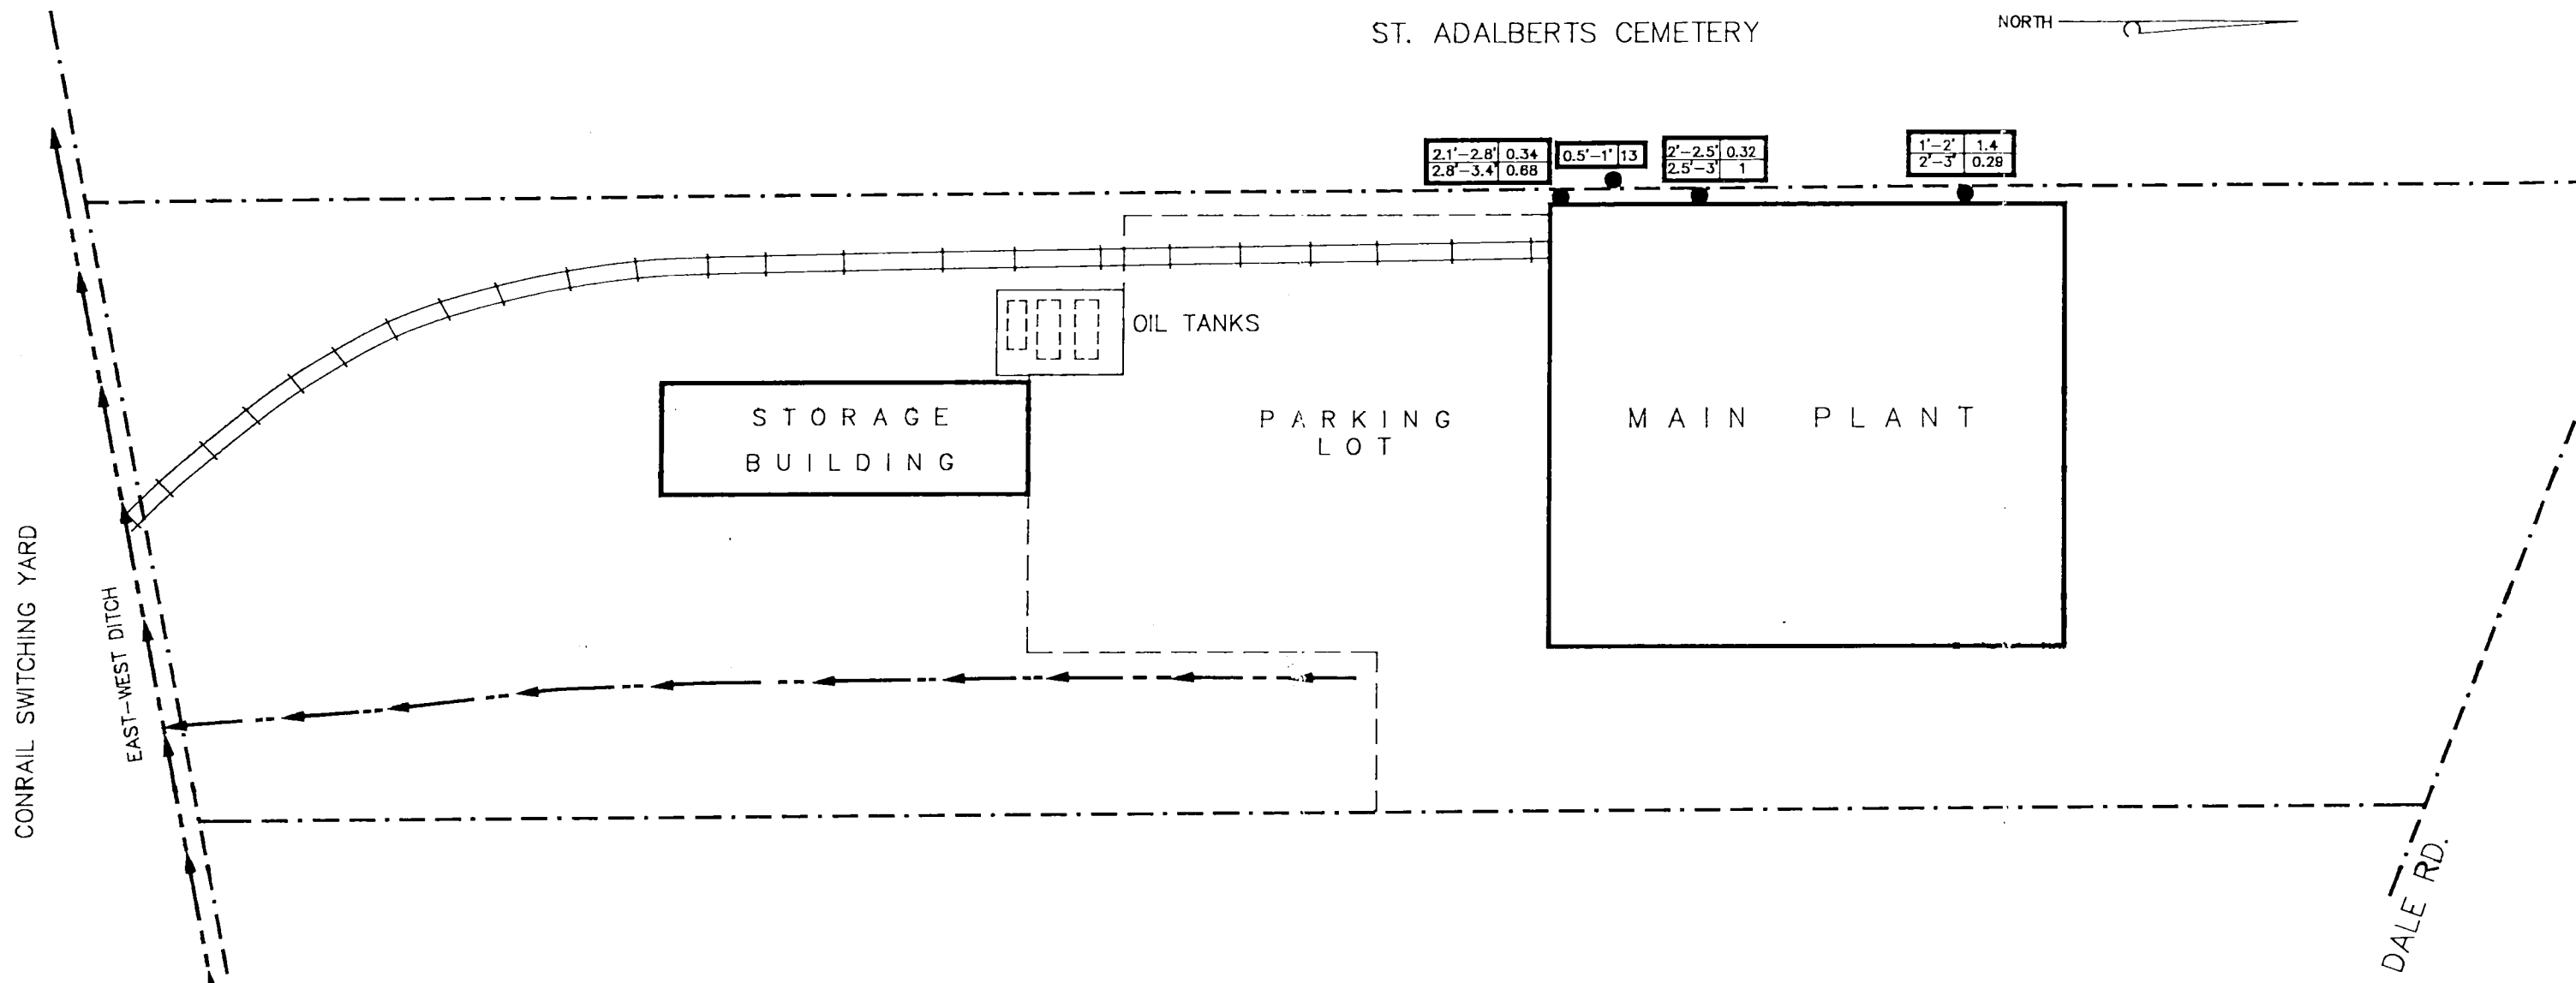 ST. ADALBERTS CEMETERY
NORTH
2.1'-2.8' 0.34
2.8'-3.4' 0.68
0.5'-1' 13
2'-2.5' 0.32
2.5'-3' 1
1'-2' 1.4
2'-3' 0.29
OIL TANKS
STORAGE
BUILDING
PARKING
LOT
MAIN PLANT
CONRAIL SWITCHING YARD
EAST-WEST DITCH
DALE RD.